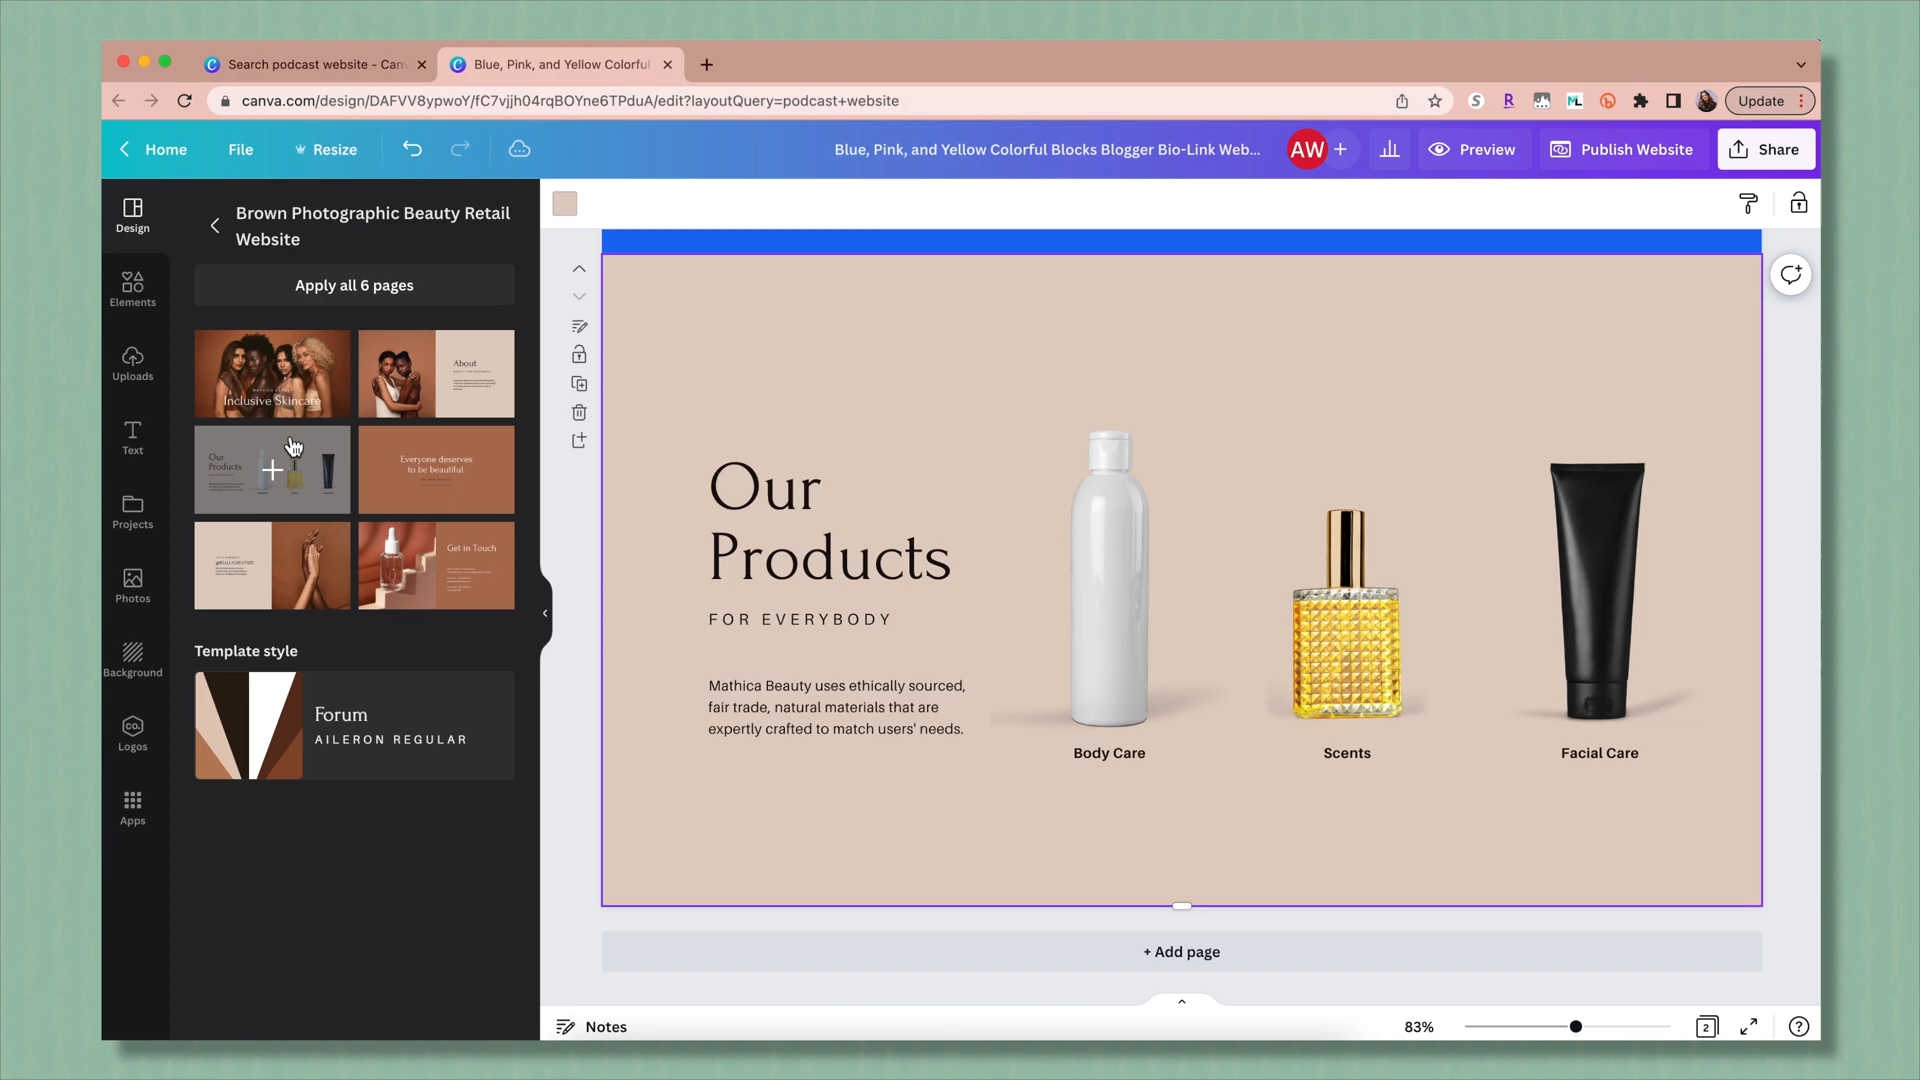 Search podcast website - Canv
Blue, Pink, and Yellow Colorful
canva.com/design/DAFVV8ypwoY/fC7vjjh04rqBOYne6TPduA/edit?layoutQuery=podcast+website
S
R
ML
b
Update
Home
File
Resize
Blue, Pink, and Yellow Colorful Blocks Blogger Bio-Link Web...
AW
Preview
Publish Website
Share
Design
Elements
Uploads
Text
Projects
Photos
Background
CO.
Logos
Apps
Brown Photographic Beauty Retail
Website
Apply all 6 pages
Inclusive Skincare
About
Our
Products
Everyone deserves
to be beautiful.
Get in Touch
Template style
Forum
AILERON REGULAR
Our
Products
FOR EVERYBODY
Mathica Beauty uses ethically sourced,
fair trade, natural materials that are
expertly crafted to match users' needs.
Body Care
Scents
Facial Care
+ Add page
Notes
83%
2
?